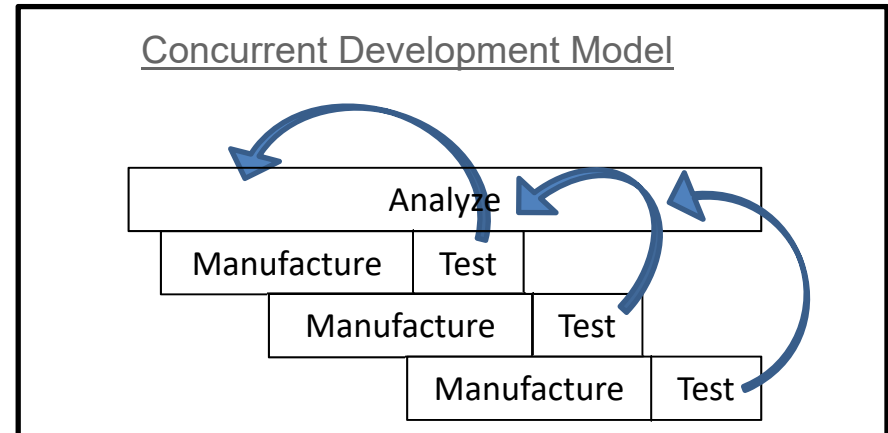 Concurrent Development Model
Analyze
Manufacture Test
Manufacture Test
Manufacture Test